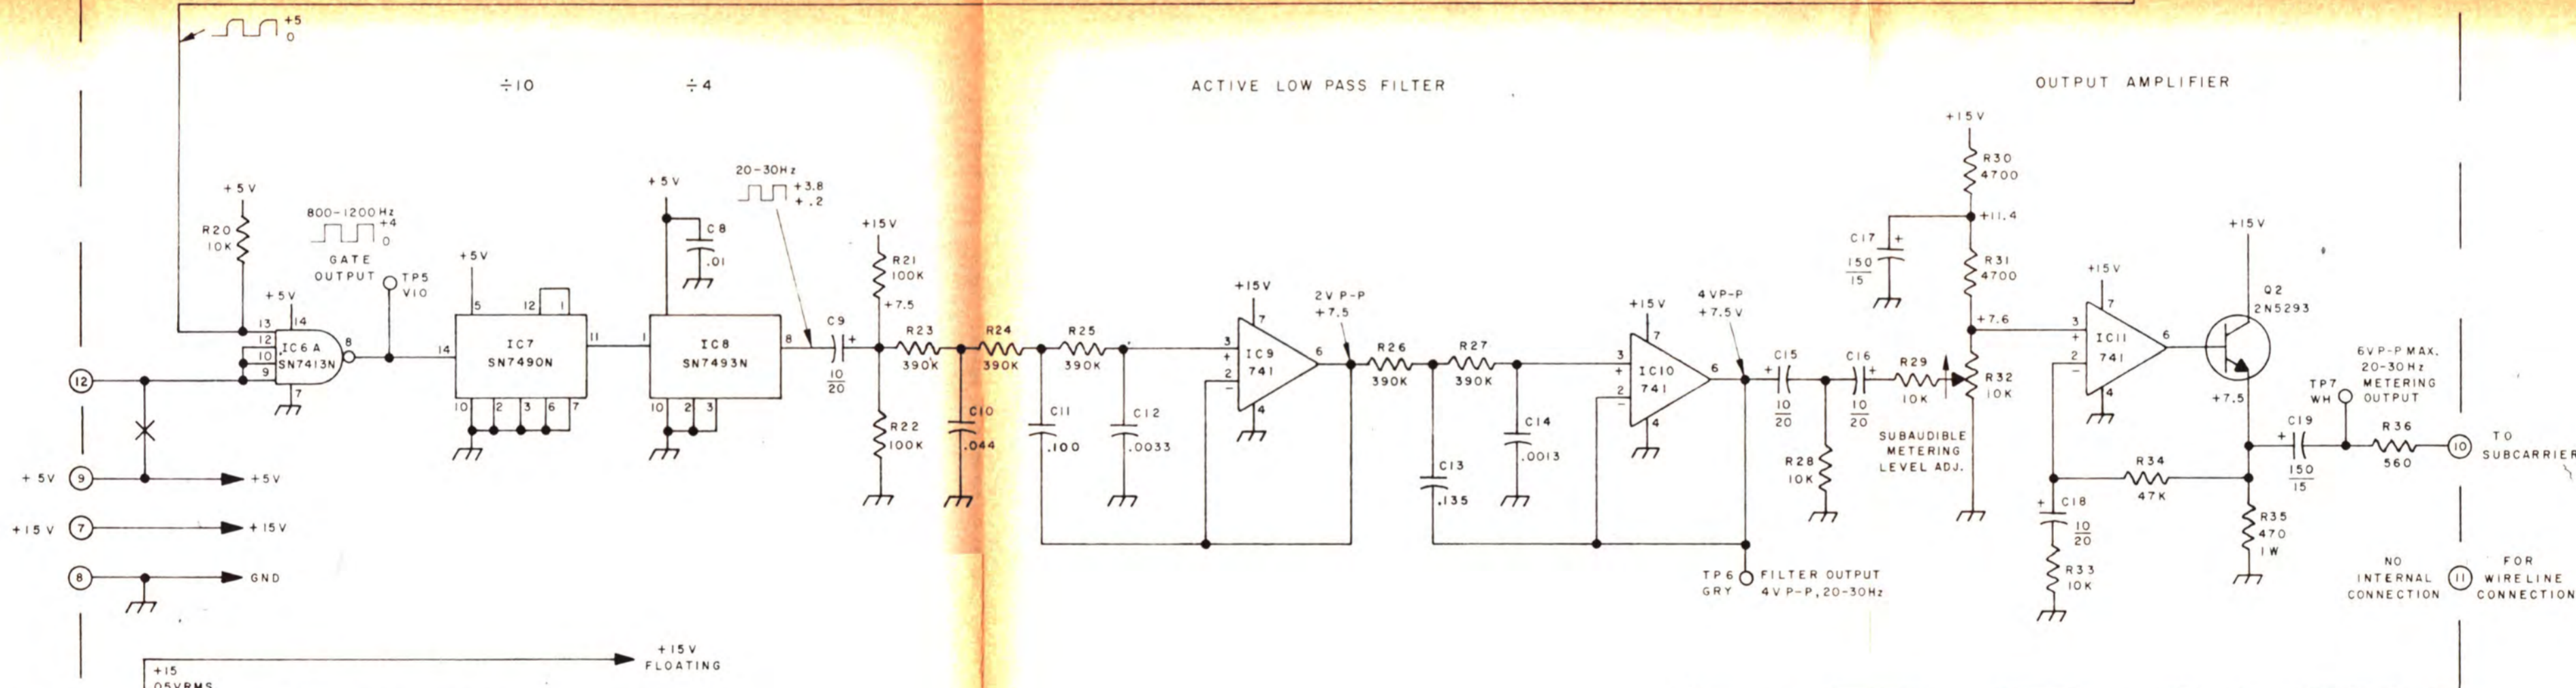 +5
0
÷10
÷4
ACTIVE LOW PASS FILTER
OUTPUT AMPLIFIER
+5V
R20
10K
800-1200Hz
+4
0
GATE
OUTPUT
TP5
VIO
+5V
13
14
12
10
9
8
7
IC6A
SN7413N
12
+5V
5
12
1
14
11
IC7
SN7490N
10
2
3
6
7
+5V
C8
.01
1
8
IC8
SN7493N
10
2
3
20-30Hz
+3.8
+.2
C9
+
10
20
+15V
R21
100K
+7.5
R22
100K
R23
390K
R24
390K
R25
390K
C10
.044
C11
.100
C12
.0033
+15V
3
+
2
−
7
6
4
IC9
741
2V P-P
+7.5
R26
390K
R27
390K
C13
.135
C14
.0013
+15V
3
+
2
−
7
6
4
IC10
741
4VP-P
+7.5V
TP6
GRY
FILTER OUTPUT
4V P-P, 20-30Hz
C15
+
10
20
C16
+
10
20
R28
10K
R29
10K
SUBAUDIBLE
METERING
LEVEL ADJ.
+15V
R30
4700
+11.4
C17
+
150
15
R31
4700
+7.6
R32
10K
+15V
3
+
2
−
7
6
4
IC11
741
+15V
Q2
2N5293
+7.5
R34
47K
C18
+
10
20
R33
10K
R35
470
1W
C19
+
150
15
6V P-P MAX.
20-30Hz
METERING
OUTPUT
TP7
WH
R36
560
10
TO
SUBCARRIER
NO
INTERNAL
CONNECTION
11
FOR
WIRELINE
CONNECTION
+5V
9
+5V
+15V
7
+15V
8
GND
+15V
FLOATING
+15
.05VRMS